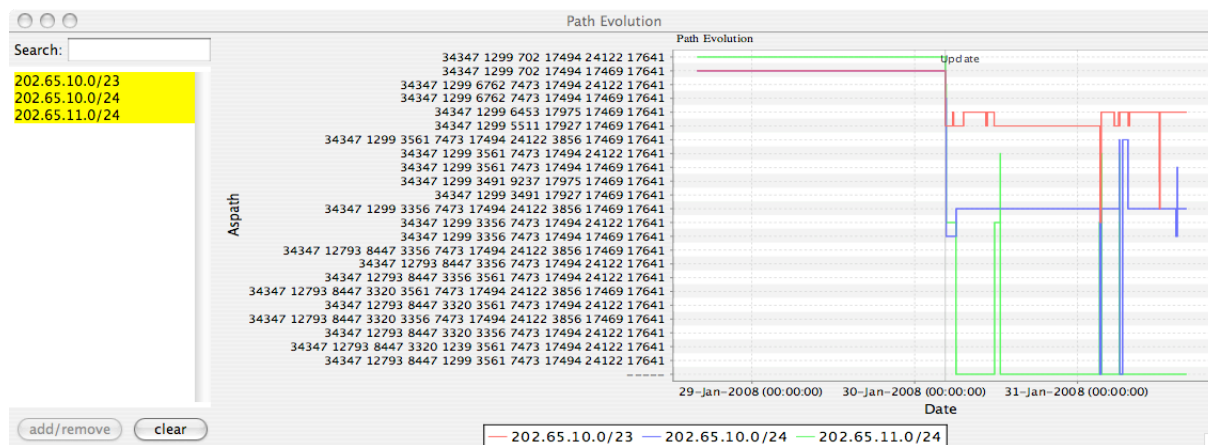 Path Evolution
Search:
202.65.10.0/23
202.65.10.0/24
202.65.11.0/24
add/remove
clear
Path Evolution
Update
Aspath
34347 1299 702 17494 24122 17641
34347 1299 702 17494 17469 17641
34347 1299 6762 7473 17494 24122 17641
34347 1299 6762 7473 17494 17469 17641
34347 1299 6453 17975 17469 17641
34347 1299 5511 17927 17469 17641
34347 1299 3561 7473 17494 24122 3856 17469 17641
34347 1299 3561 7473 17494 24122 17641
34347 1299 3561 7473 17494 17469 17641
34347 1299 3491 9237 17975 17469 17641
34347 1299 3491 17927 17469 17641
34347 1299 3356 7473 17494 24122 3856 17469 17641
34347 1299 3356 7473 17494 24122 17641
34347 1299 3356 7473 17494 17469 17641
34347 12793 8447 3356 7473 17494 24122 3856 17469 17641
34347 12793 8447 3356 7473 17494 24122 17641
34347 12793 8447 3356 3561 7473 17494 24122 17641
34347 12793 8447 3320 3561 7473 17494 24122 3856 17469 17641
34347 12793 8447 3320 3561 7473 17494 24122 17641
34347 12793 8447 3320 3356 7473 17494 24122 3856 17469 17641
34347 12793 8447 3320 3356 7473 17494 24122 17641
34347 12793 8447 3320 1239 3561 7473 17494 24122 17641
34347 12793 8447 1299 3561 7473 17494 24122 17641
-----
29-Jan-2008 (00:00:00) 30-Jan-2008 (00:00:00) 31-Jan-2008 (00:00:00)
Date
202.65.10.0/23 202.65.10.0/24 202.65.11.0/24